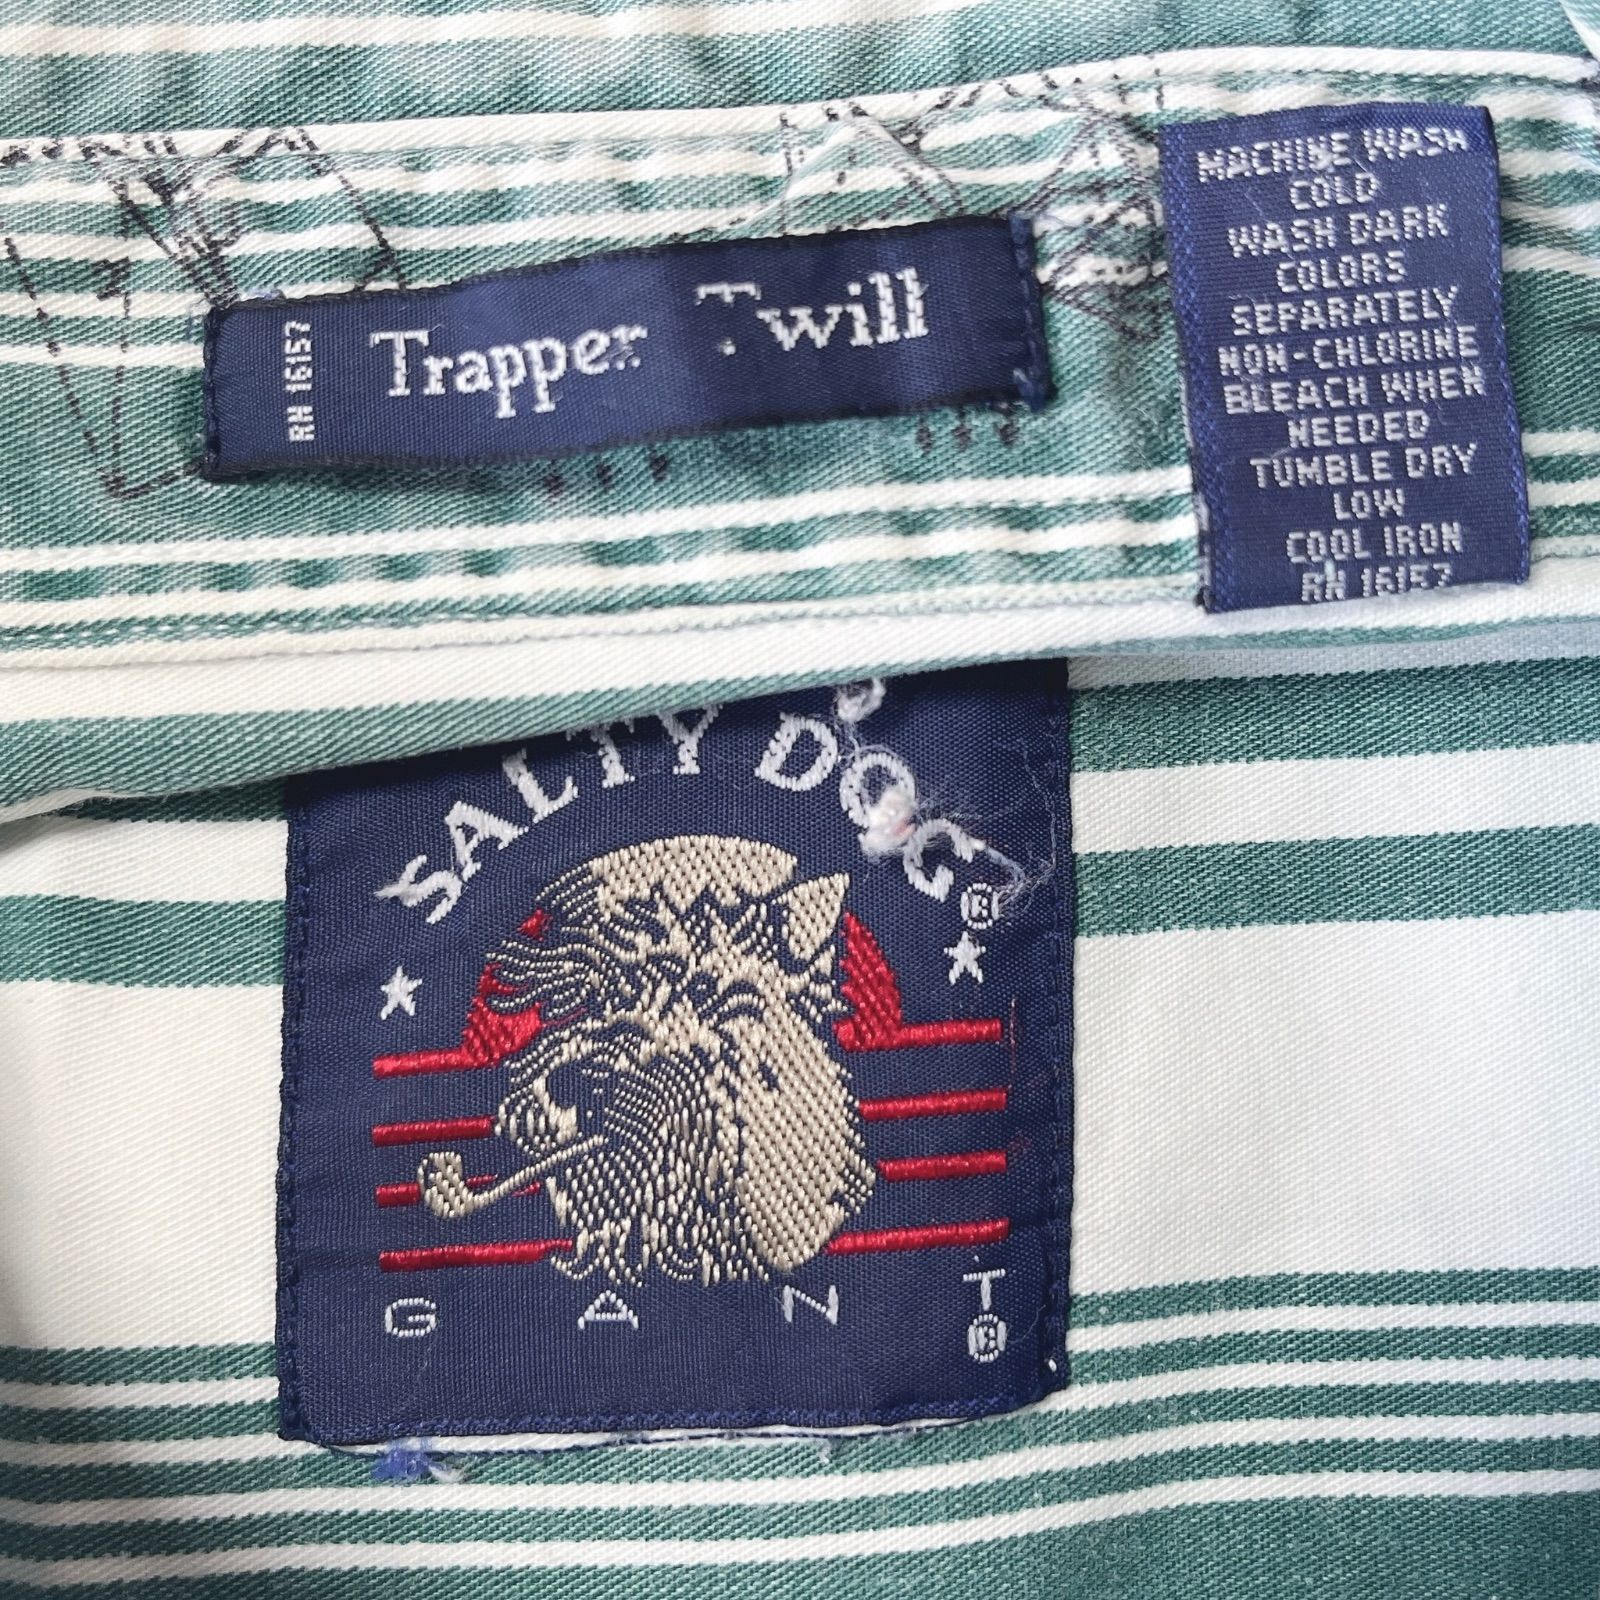 RN 16157
Trapper Twill
MACHINE WASH
COLD
WASH DARK
COLORS
SEPARATELY
NON-CHLORINE
BLEACH WHEN
NEEDED
TUMBLE DRY
LOW
COOL IRON
RN 16157
SALTY DOG®
GANT®